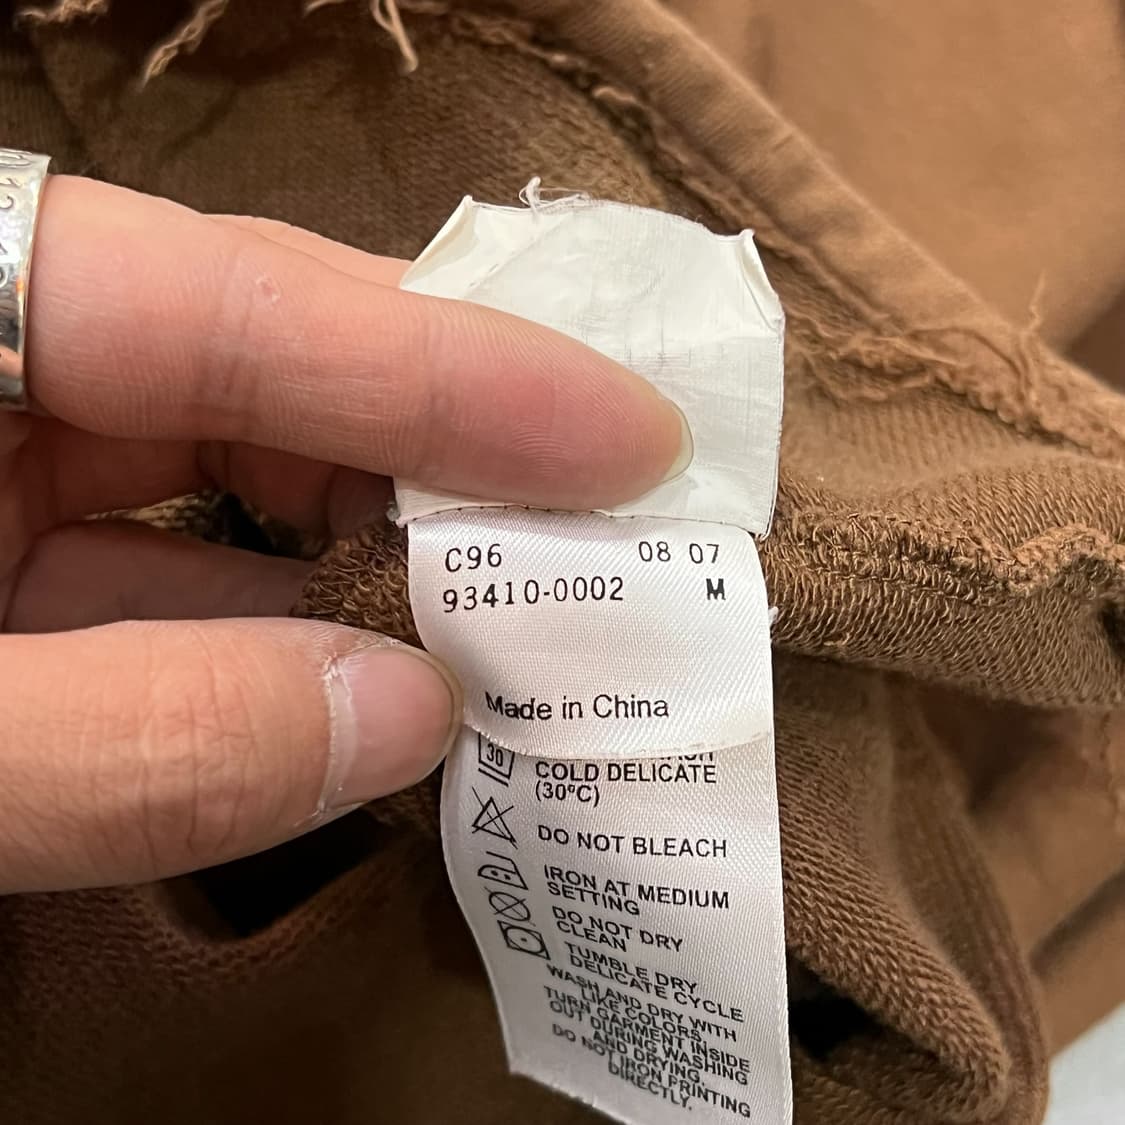 C96 08 07
93410-0002 M
Made in China
30
COLD DELICATE
(30°C)
DO NOT BLEACH
IRON AT MEDIUM
SETTING
DO NOT DRY
CLEAN
TUMBLE DRY
DELICATE CYCLE
WASH AND DRY WITH
LIKE COLORS.
TURN GARMENT INSIDE
OUT DURING WASHING
AND DRYING.
DO NOT IRON PRINTING
DIRECTLY.